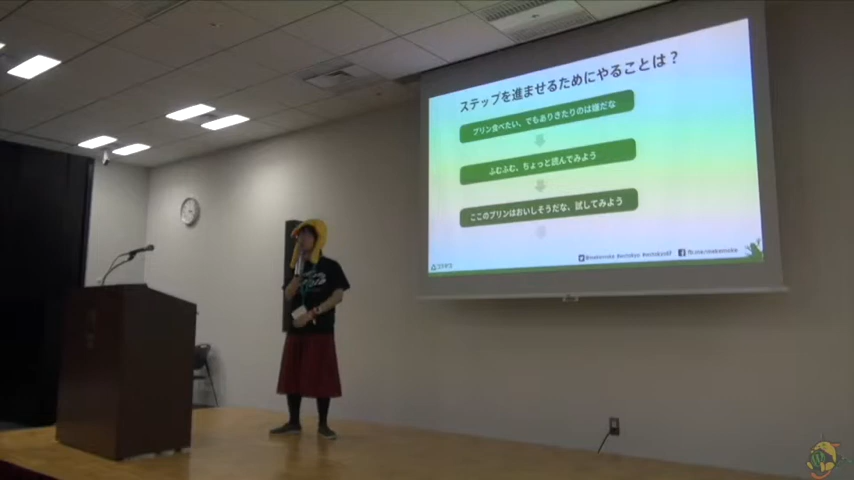 ステップを進ませるためにやることは？
プリン食べたい、でもありきたりのは嫌だな
ふむふむ、ちょっと読んでみよう
ここのプリンはおいしそうだな、試してみよう